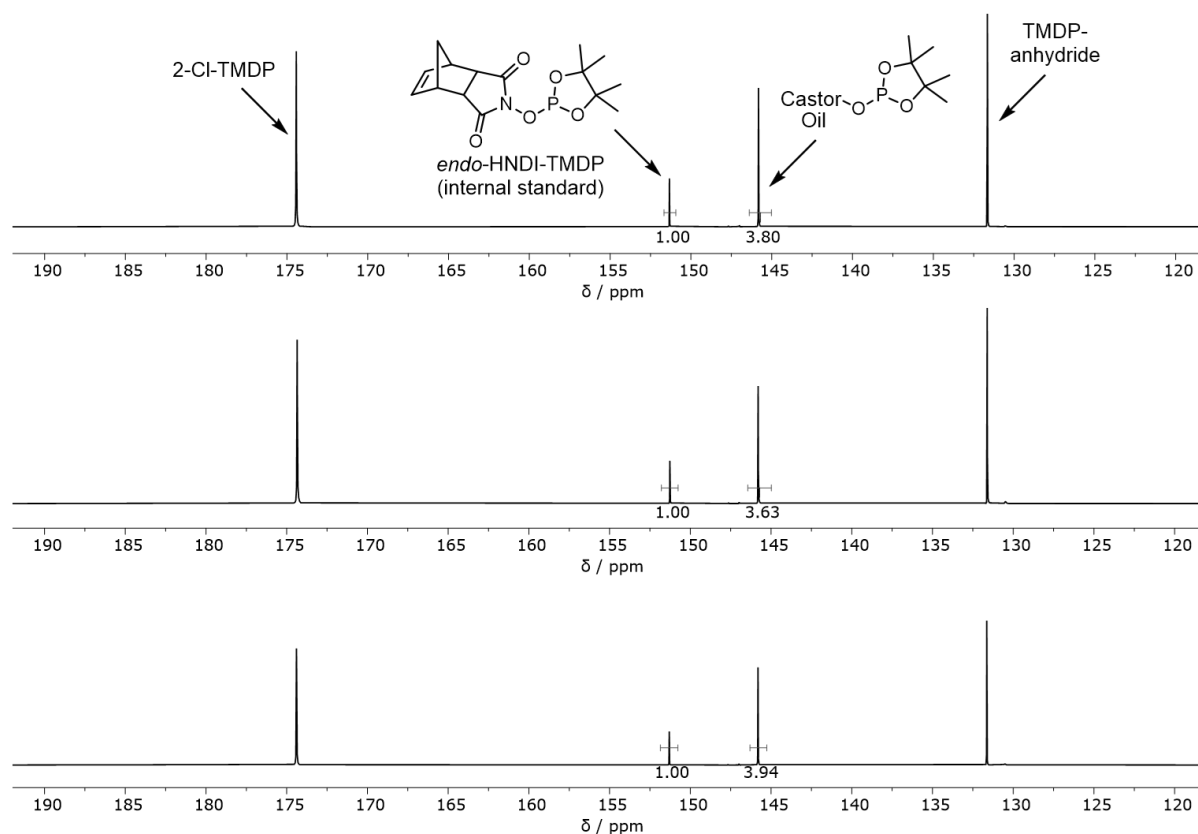 2-Cl-TMDP
O
N
O
O
P
O
O
endo-HNDI-TMDP
(internal standard)
Castor
Oil
O
P
O
O
TMDP-
anhydride
1.00 3.80
190 185 180 175 170 165 160 155 150 145 140 135 130 125 120
δ / ppm
1.00 3.63
190 185 180 175 170 165 160 155 150 145 140 135 130 125 120
δ / ppm
1.00 3.94
190 185 180 175 170 165 160 155 150 145 140 135 130 125 120
δ / ppm